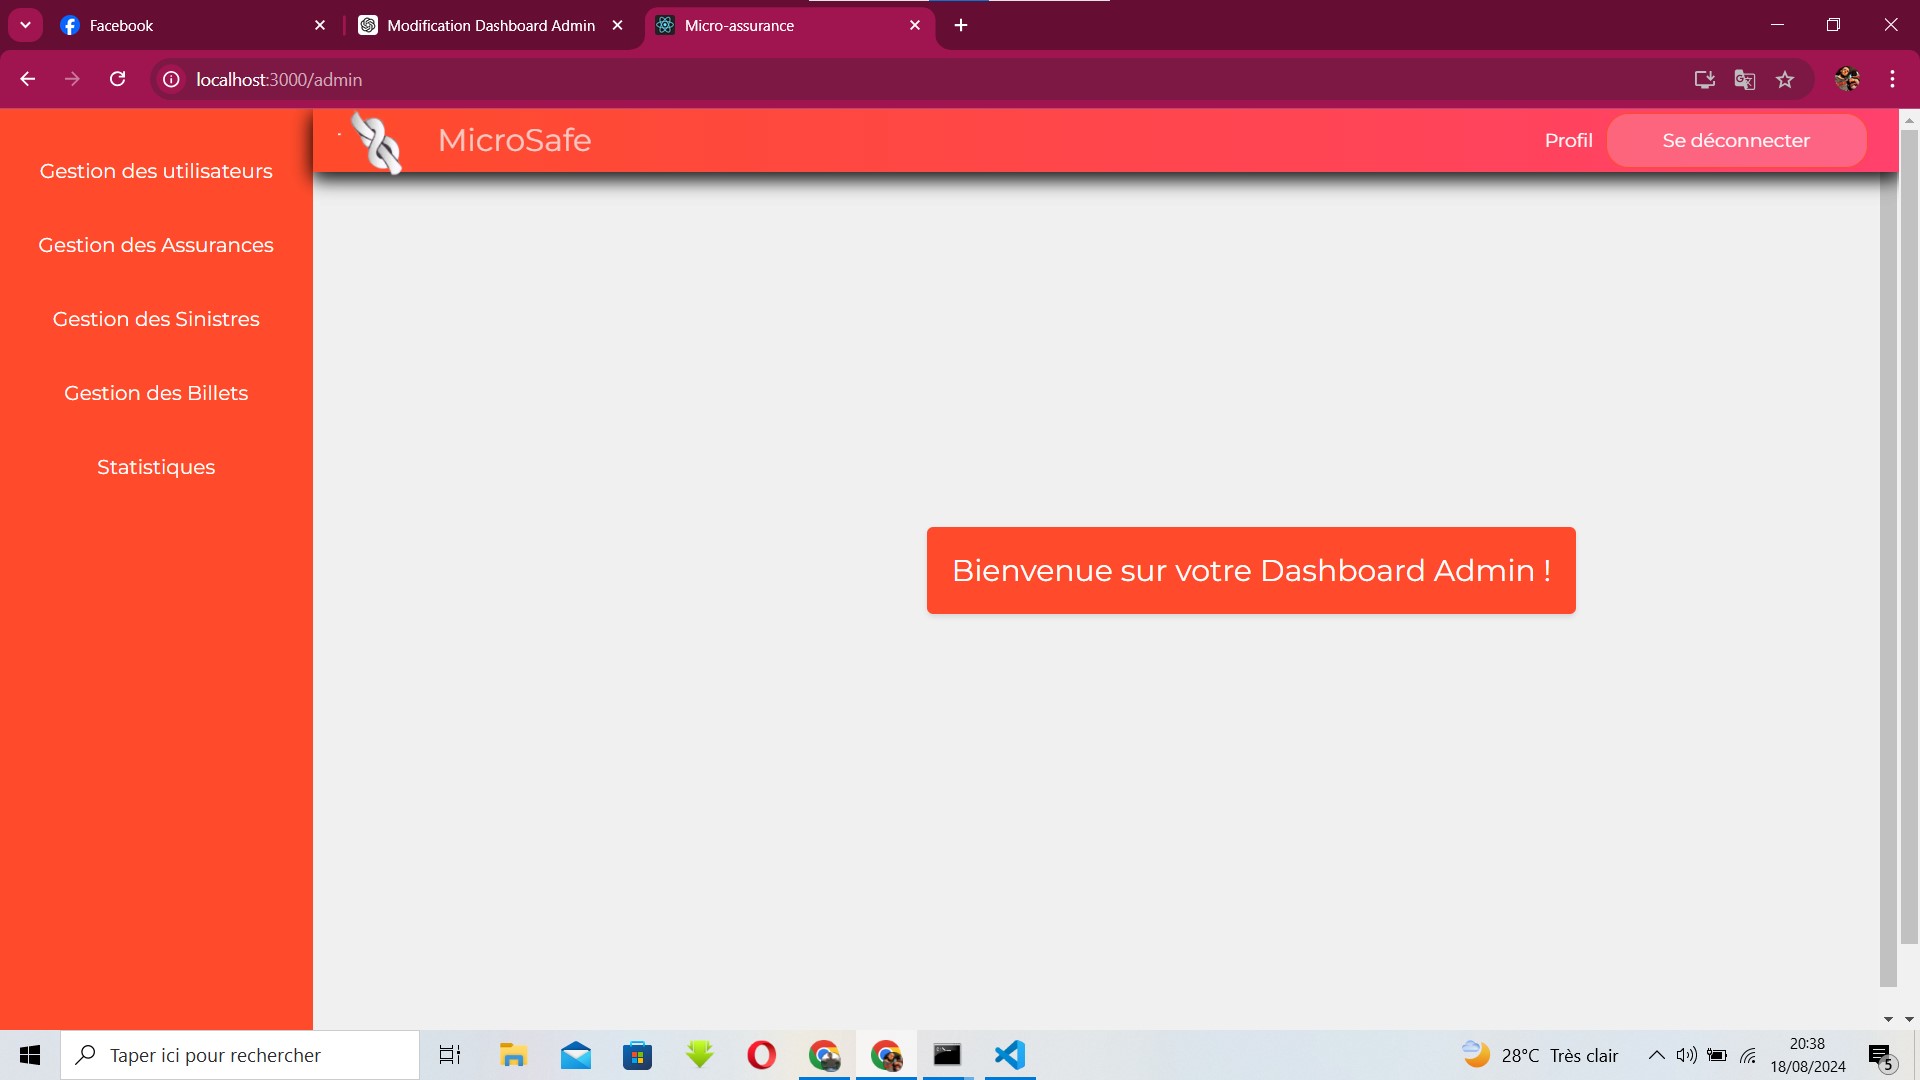 Facebook
Modification Dashboard Admin
Micro-assurance
localhost:3000/admin
MicroSafe
Profil
Se déconnecter
Gestion des utilisateurs
Gestion des Assurances
Gestion des Sinistres
Gestion des Billets
Statistiques
Bienvenue sur votre Dashboard Admin !
Taper ici pour rechercher
28°C Très clair
20:38
18/08/2024
5